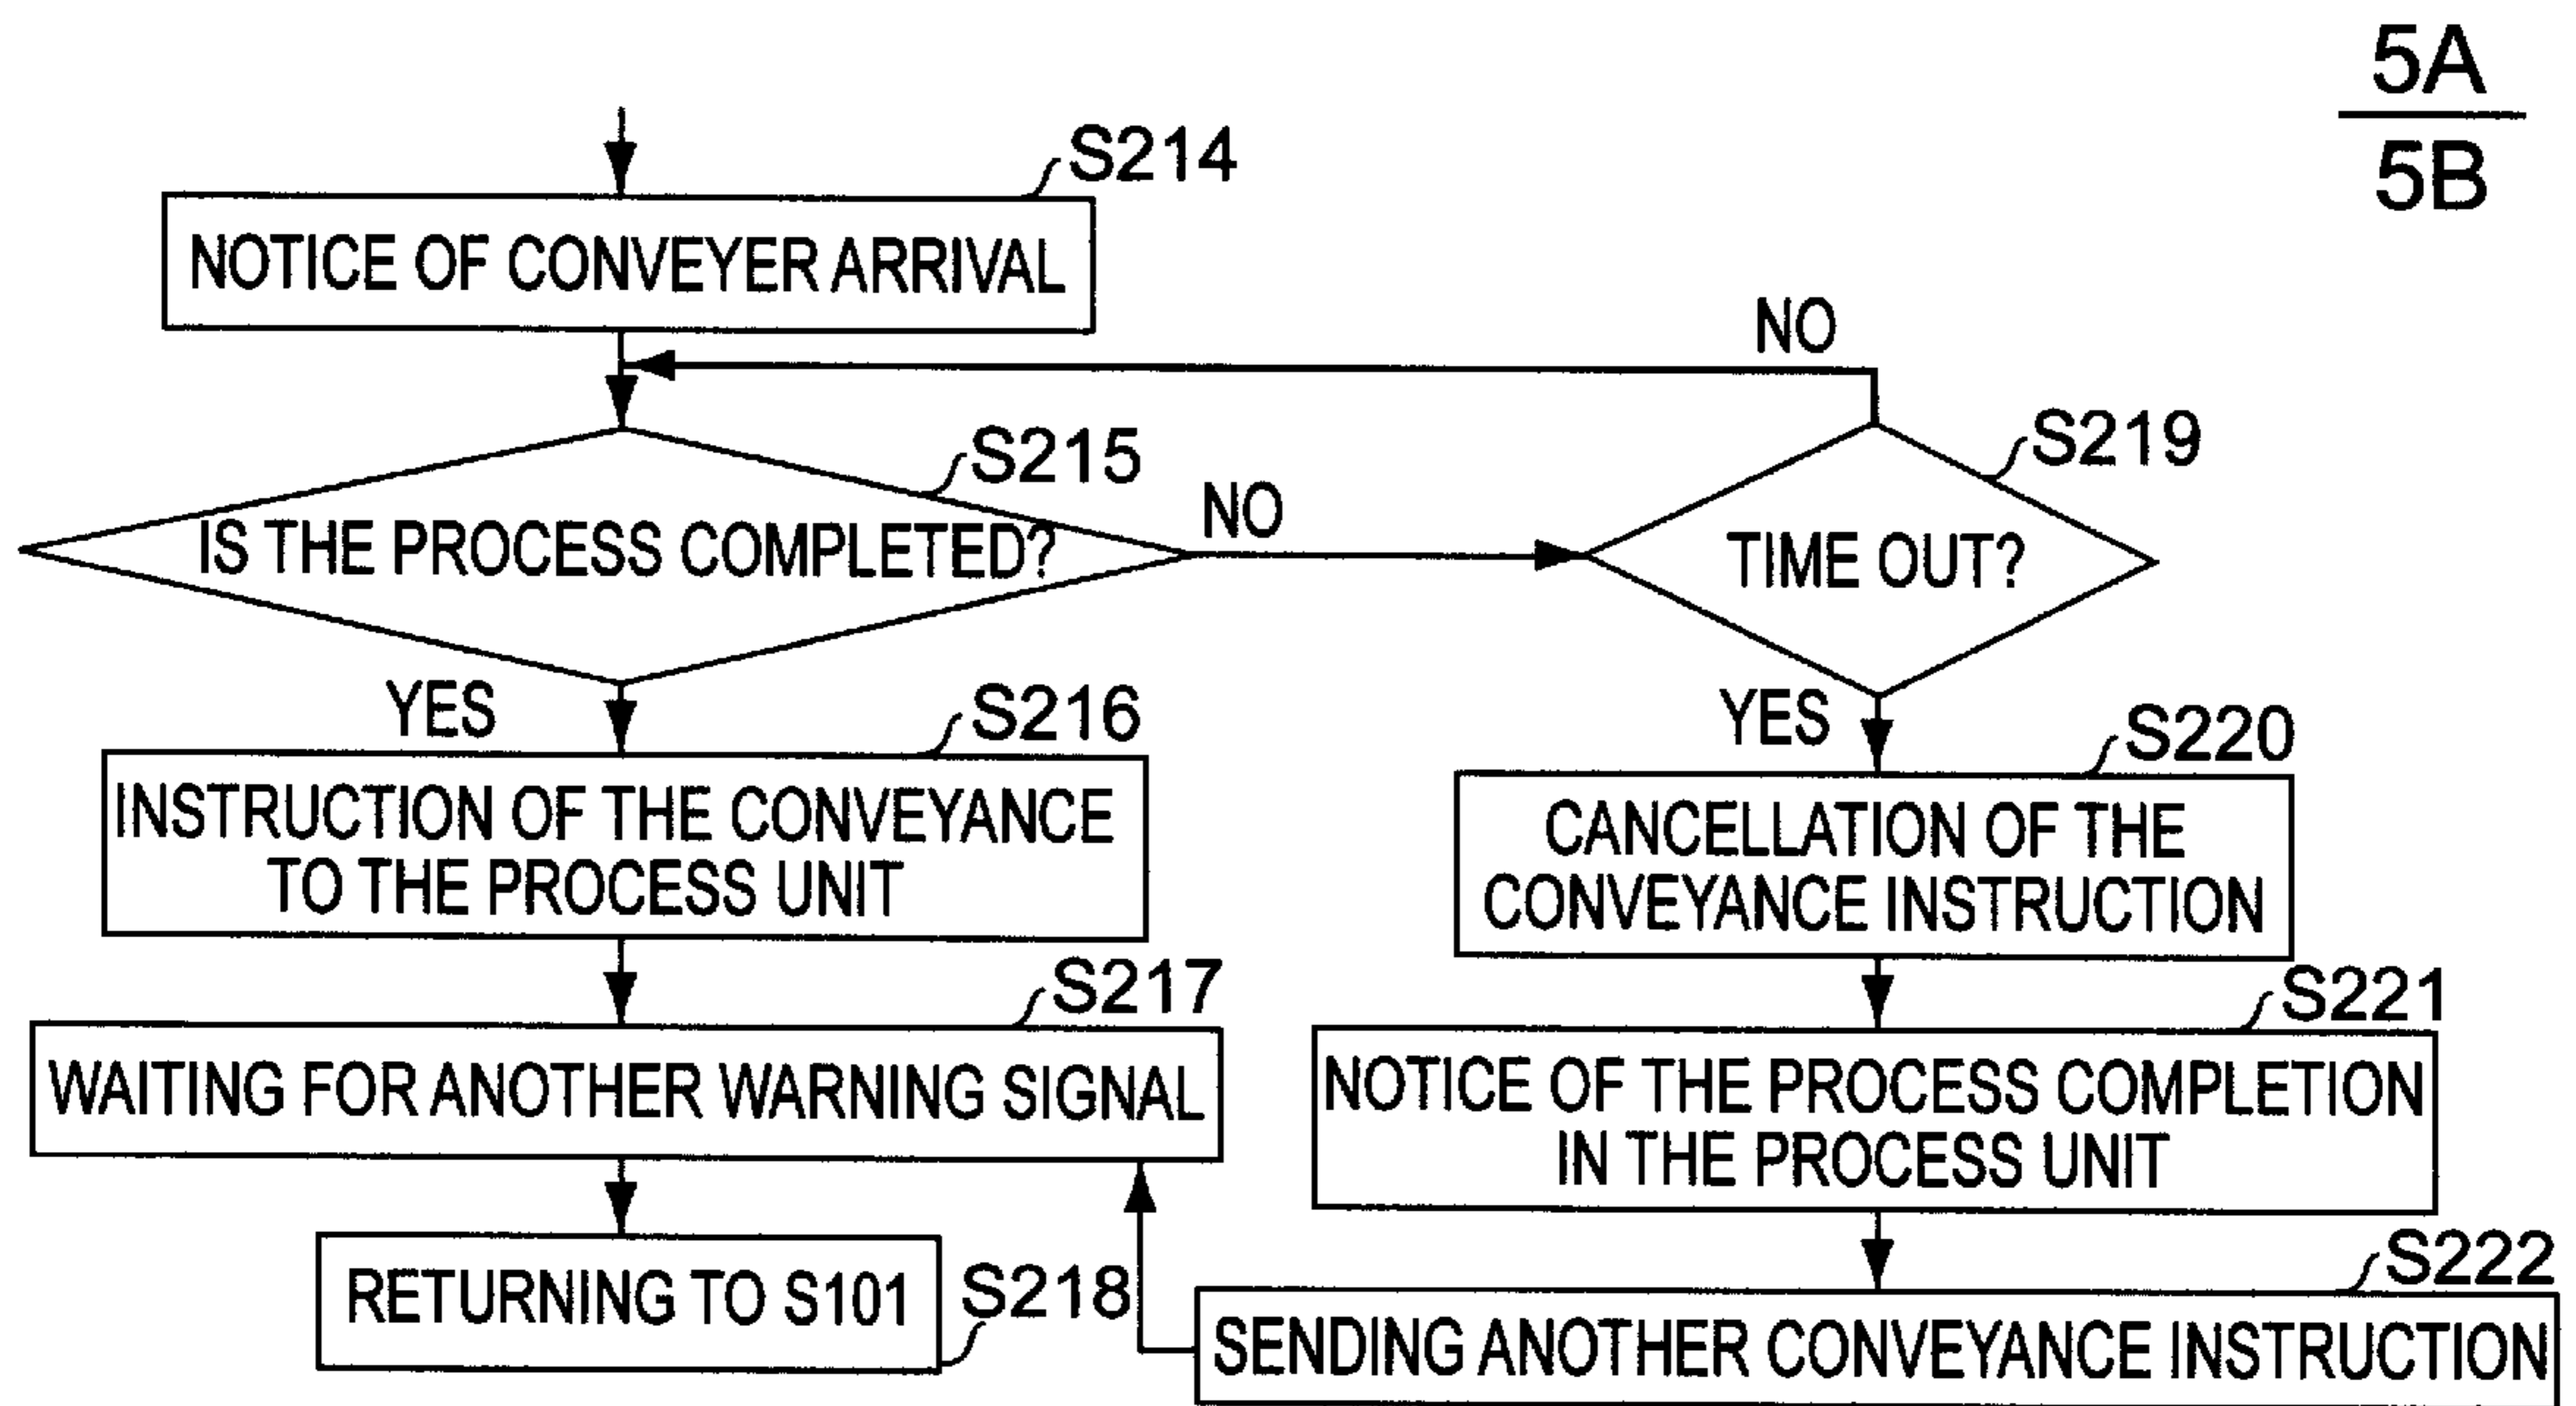 5A
5B
S214
NOTICE OF CONVEYER ARRIVAL
NO
S215
IS THE PROCESS COMPLETED?
NO
S219
TIME OUT?
YES
S216
INSTRUCTION OF THE CONVEYANCE
TO THE PROCESS UNIT
YES
S220
CANCELLATION OF THE
CONVEYANCE INSTRUCTION
S217
WAITING FOR ANOTHER WARNING SIGNAL
S221
NOTICE OF THE PROCESS COMPLETION
IN THE PROCESS UNIT
RETURNING TO S101
S218
S222
SENDING ANOTHER CONVEYANCE INSTRUCTION